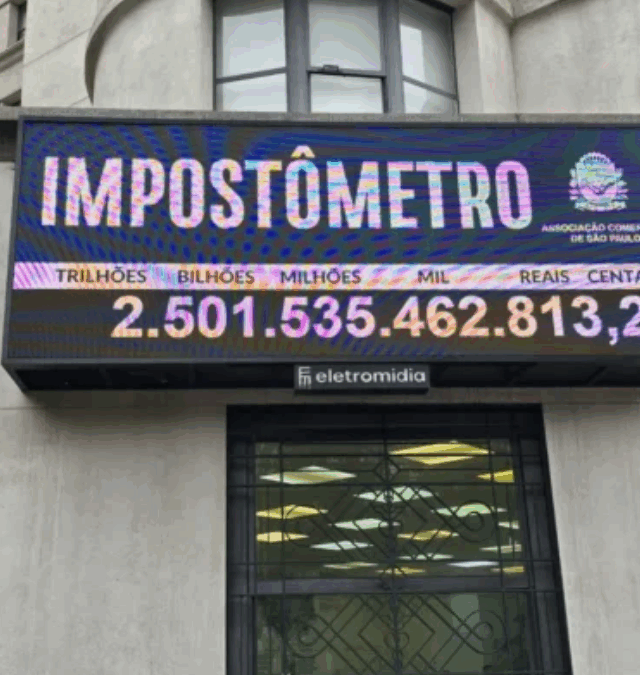 IMPOSTÔMETRO
ASSOCIAÇÃO COMER
DE SÃO PAULO
TRILHÕES BILHÕES MILHÕES MIL REAIS CENTA
2.501.535.462.813,2
eletromidia